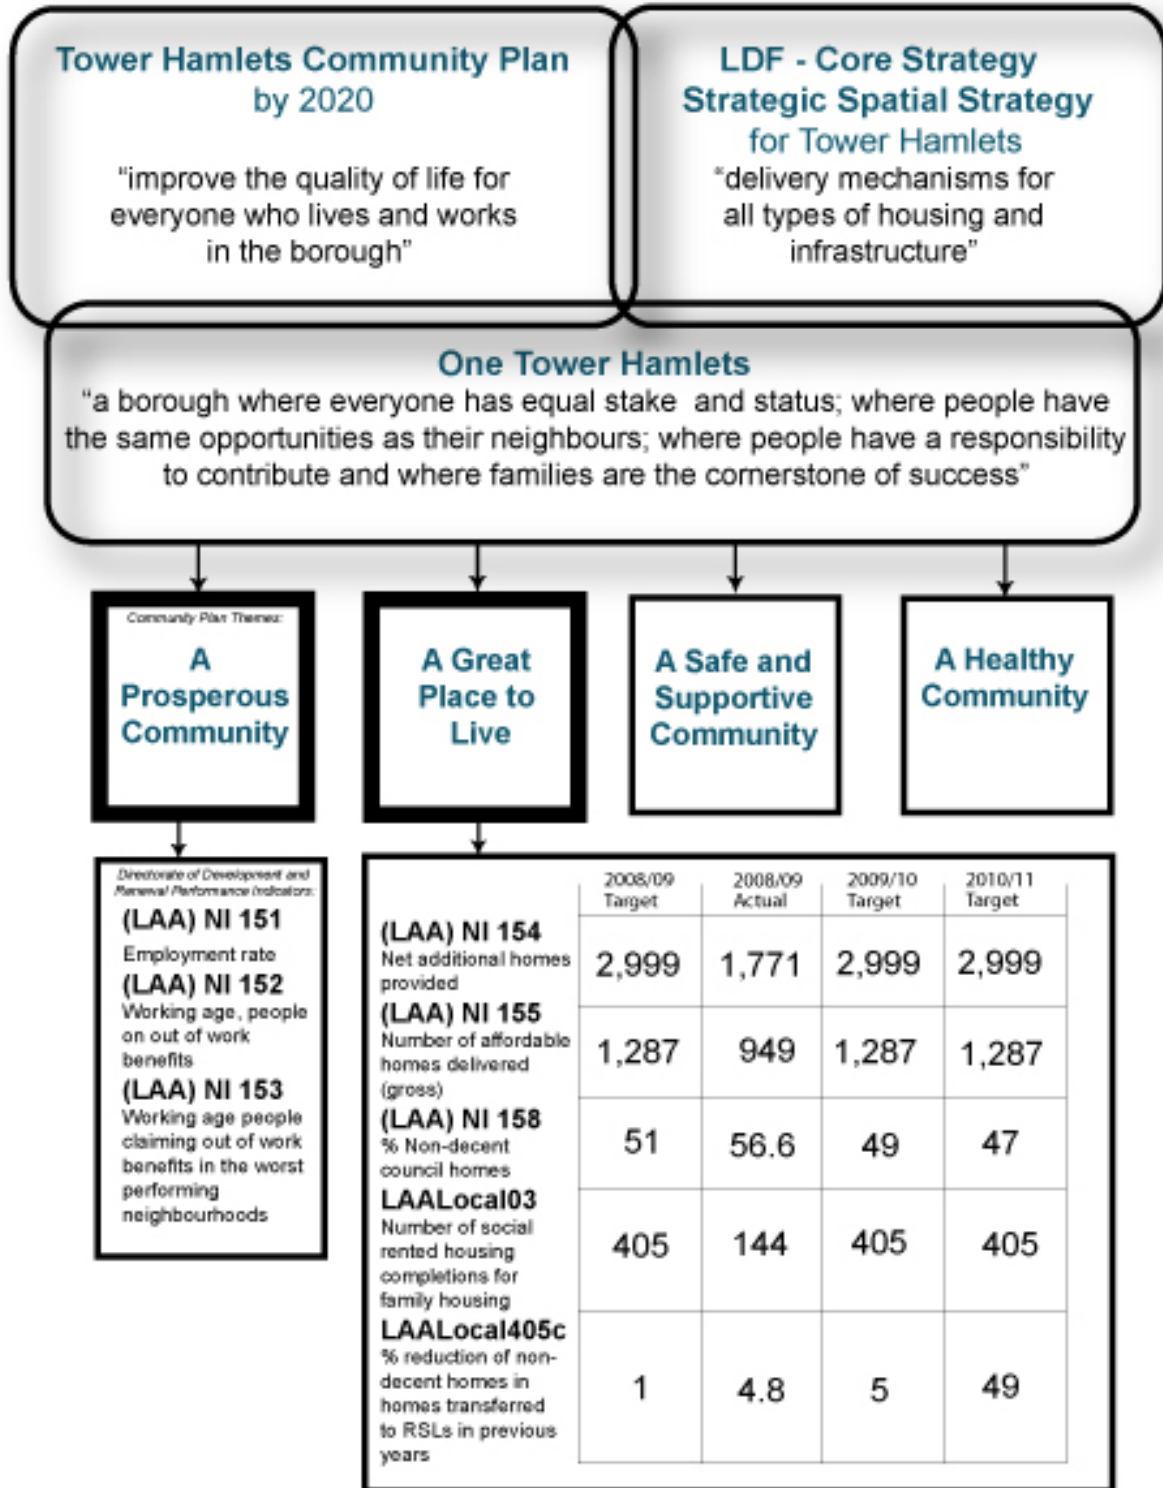 Tower Hamlets Community Plan
by 2020
"improve the quality of life for
everyone who lives and works
in the borough"
LDF - Core Strategy
Strategic Spatial Strategy
for Tower Hamlets
"delivery mechanisms for
all types of housing and
infrastructure"
One Tower Hamlets
"a borough where everyone has equal stake and status; where people have
the same opportunities as their neighbours; where people have a responsibility
to contribute and where families are the cornerstone of success"
Community Plan Themes:
A
Prosperous
Community
A Great
Place to
Live
A Safe and
Supportive
Community
A Healthy
Community
Directorate of Development and
Renewal Performance Indicators:
(LAA) NI 151
Employment rate
(LAA) NI 152
Working age, people
on out of work
benefits
(LAA) NI 153
Working age people
claiming out of work
benefits in the worst
performing
neighbourhoods
2008/09 2008/09 2009/10 2010/11
Target Actual Target Target
(LAA) NI 154
Net additional homes
provided
2,999 1,771 2,999 2,999
(LAA) NI 155
Number of affordable
homes delivered
(gross)
1,287 949 1,287 1,287
(LAA) NI 158
% Non-decent
council homes
51 56.6 49 47
LAALocal03
Number of social
rented housing
completions for
family housing
405 144 405 405
LAALocal405c
% reduction of non-
decent homes in
homes transferred
to RSLs in previous
years
1 4.8 5 49